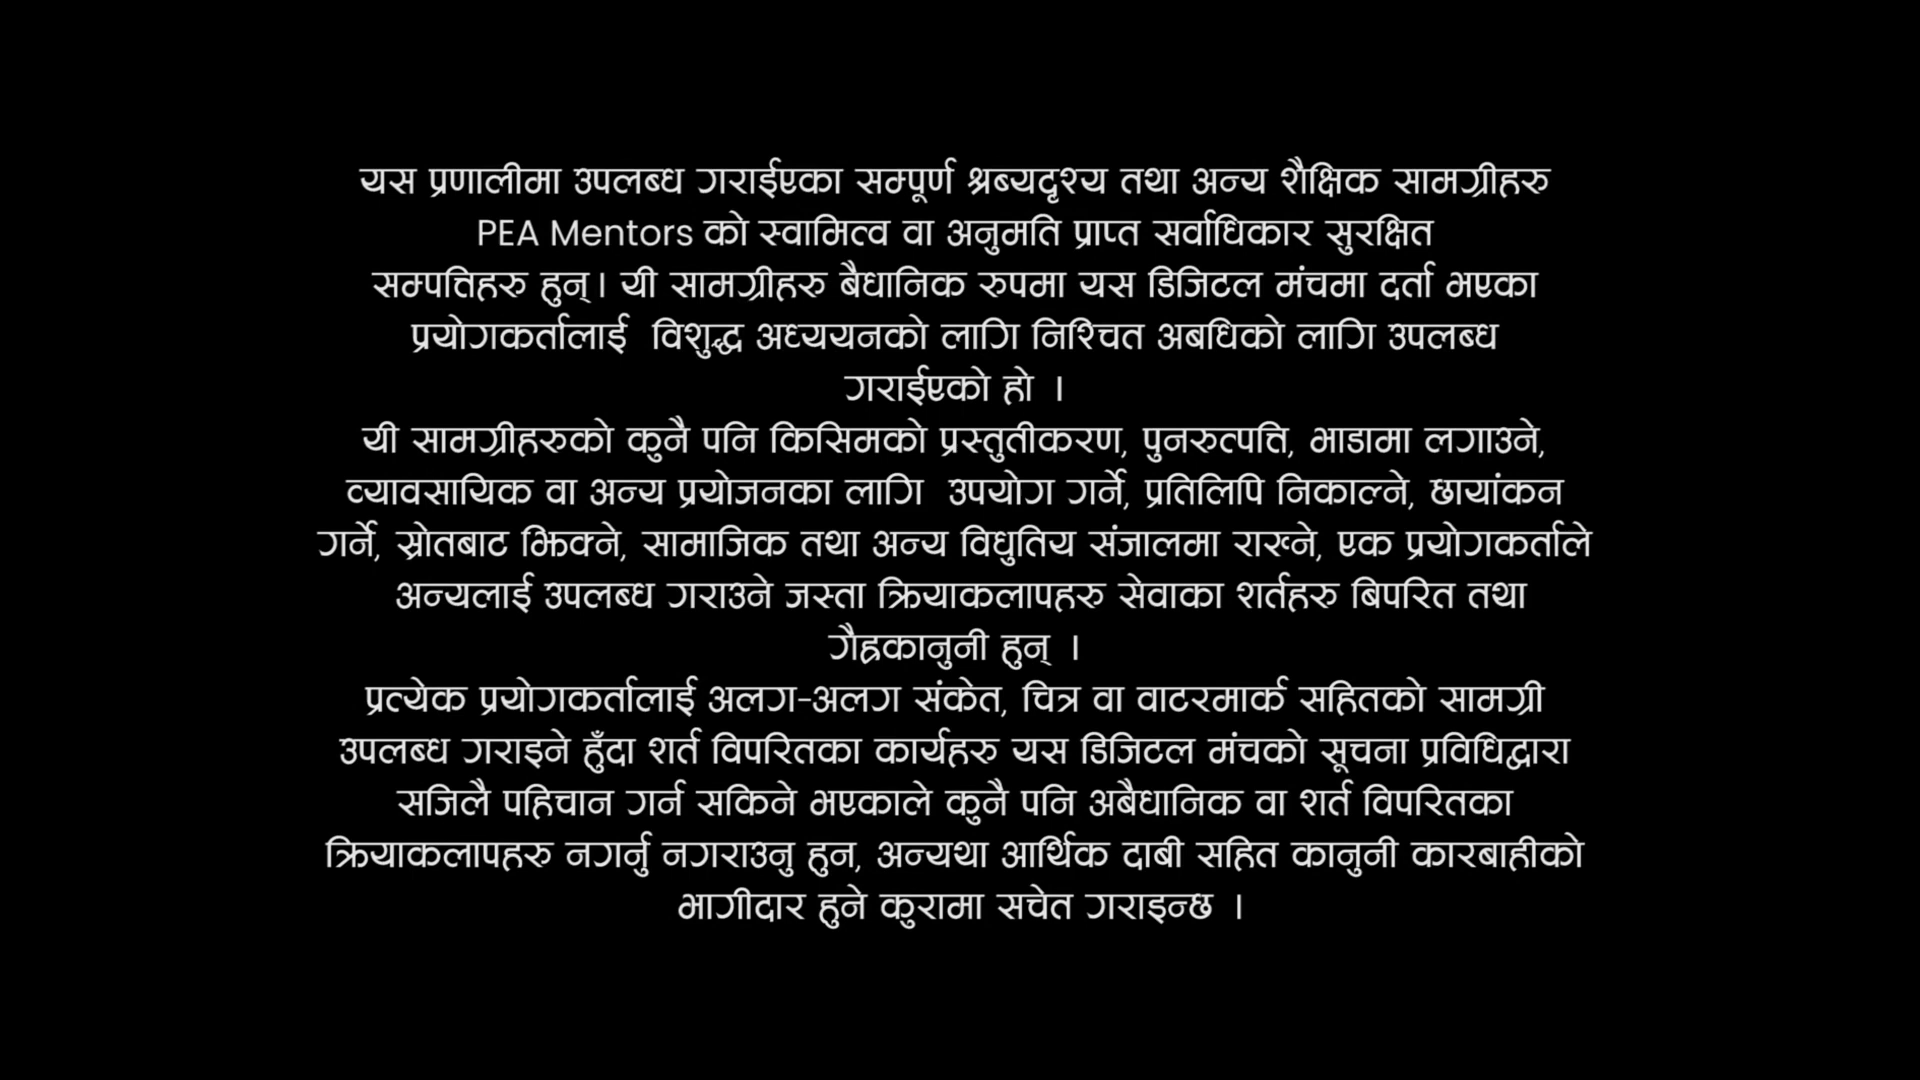 यस प्रणालीमा उपलब्ध गराईएका सम्पूर्ण श्रब्यदृश्य तथा अन्य शैक्षिक सामग्रीहरु
PEA Mentors को स्वामित्व वा अनुमति प्राप्त सर्वाधिकार सुरक्षित
सम्पत्तिहरु हुन्। यी सामग्रीहरु बैधानिक रुपमा यस डिजिटल मंचमा दर्ता भएका
प्रयोगकर्तालाई विशुद्ध अध्ययनको लागि निश्चित अबधिको लागि उपलब्ध
गराईएको हो ।
यी सामग्रीहरुको कुनै पनि किसिमको प्रस्तुतीकरण, पुनरुत्पत्ति, भाडामा लगाउने,
व्यावसायिक वा अन्य प्रयोजनका लागि उपयोग गर्ने, प्रतिलिपि निकाल्ने, छायांकन
गर्ने, स्रोतबाट झिक्ने, सामाजिक तथा अन्य विधुतिय संजालमा राख्ने, एक प्रयोगकर्ताले
अन्यलाई उपलब्ध गराउने जस्ता क्रियाकलापहरु सेवाका शर्तहरु बिपरित तथा
गैह्रकानुनी हुन् ।
प्रत्येक प्रयोगकर्तालाई अलग-अलग संकेत, चित्र वा वाटरमार्क सहितको सामग्री
उपलब्ध गराइने हुँदा शर्त विपरितका कार्यहरु यस डिजिटल मंचको सूचना प्रविधिद्वारा
सजिलै पहिचान गर्न सकिने भएकाले कुनै पनि अबैधानिक वा शर्त विपरितका
क्रियाकलापहरु नगर्नु नगराउनु हुन, अन्यथा आर्थिक दाबी सहित कानुनी कारबाहीको
भागीदार हुने कुरामा सचेत गराइन्छ ।